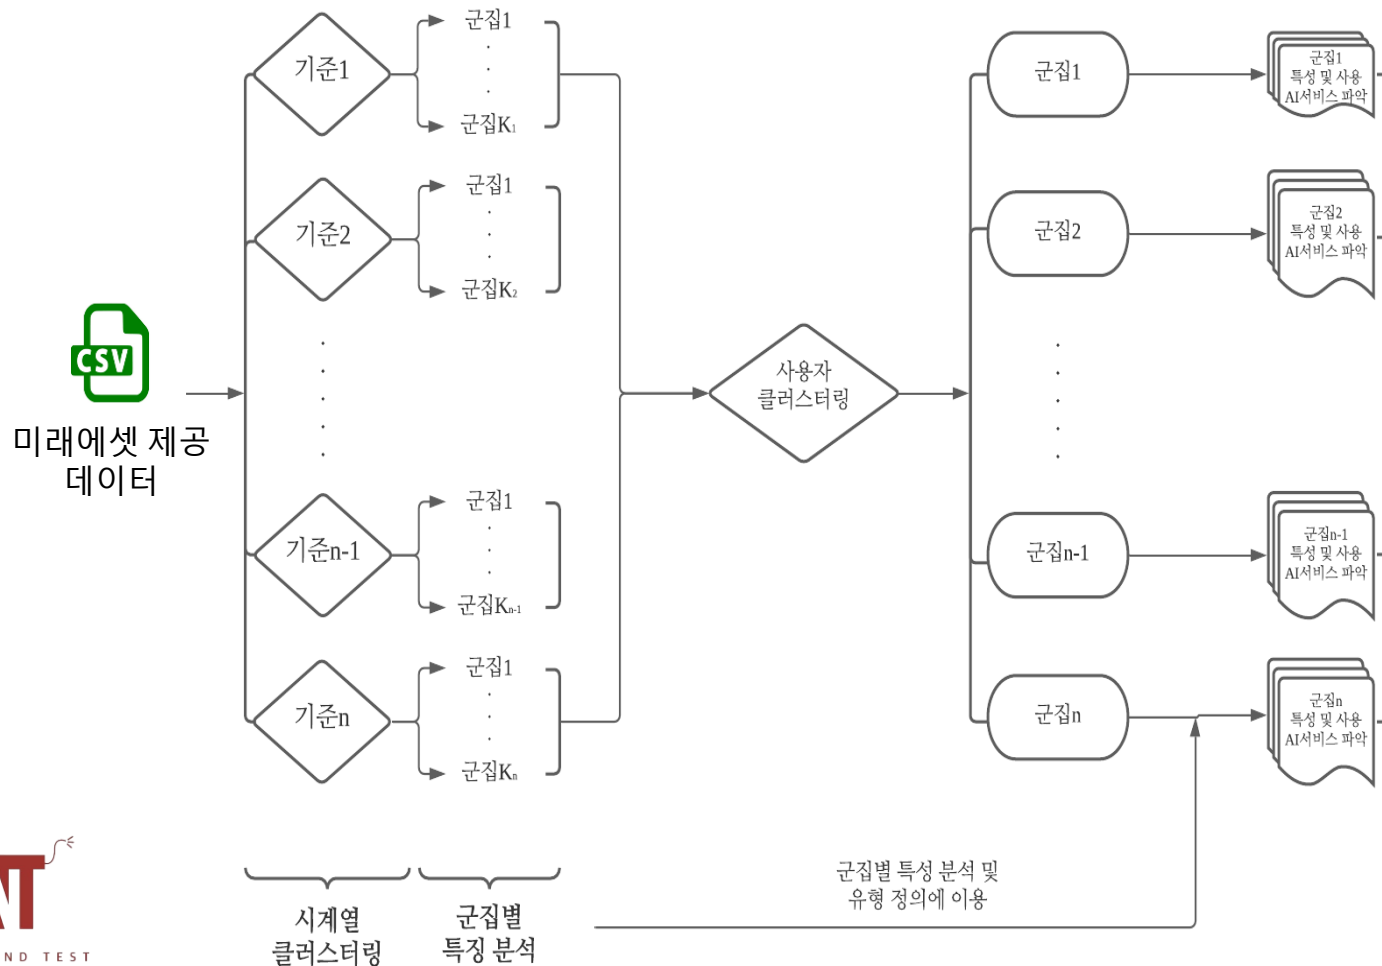 기준1
군집1
군집K₁
기준2
군집1
군집K₂
기준n-1
군집1
군집Kₙ₋₁
기준n
군집1
군집Kₙ
CSV
미래에셋 제공
데이터
사용자
클러스터링
군집1
군집2
군집n-1
군집n
군집1
특성 및 사용
AI서비스 파악
군집2
특성 및 사용
AI서비스 파악
군집n-1
특성 및 사용
AI서비스 파악
군집n
특성 및 사용
AI서비스 파악
시계열
클러스터링
군집별
특징 분석
군집별 특성 분석 및
유형 정의에 이용
ND TEST